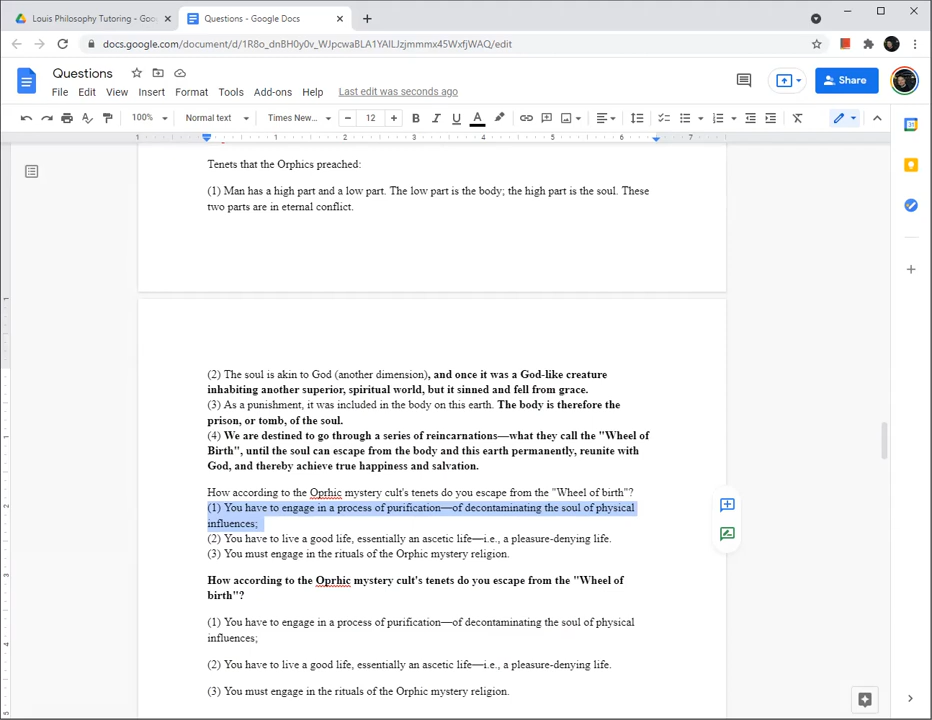 Louis Philosophy Tutoring - Goo
Questions - Google Docs
docs.google.com/document/d/1R8o_dnBH0y0v_WJpcwaBLA1YAlLJzjmmmx45WxfjWAQ/edit
Questions
File Edit View Insert Format Tools Add-ons Help Last edit was seconds ago
Share
100% Normal text Times New... 12 B I U A
1 1 2 3 4 5 6 7
Tenets that the Orphics preached:
(1) Man has a high part and a low part. The low part is the body; the high part is the soul. These
two parts are in eternal conflict.
(2) The soul is akin to God (another dimension), and once it was a God-like creature
inhabiting another superior, spiritual world, but it sinned and fell from grace.
(3) As a punishment, it was included in the body on this earth. The body is therefore the
prison, or tomb, of the soul.
(4) We are destined to go through a series of reincarnations—what they call the "Wheel of
Birth", until the soul can escape from the body and this earth permanently, reunite with
God, and thereby achieve true happiness and salvation.
How according to the Oprhic mystery cult's tenets do you escape from the "Wheel of birth"?
(1) You have to engage in a process of purification—of decontaminating the soul of physical
influences;
(2) You have to live a good life, essentially an ascetic life—i.e., a pleasure-denying life.
(3) You must engage in the rituals of the Orphic mystery religion.
How according to the Oprhic mystery cult's tenets do you escape from the "Wheel of
birth"?
(1) You have to engage in a process of purification—of decontaminating the soul of physical
influences;
(2) You have to live a good life, essentially an ascetic life—i.e., a pleasure-denying life.
(3) You must engage in the rituals of the Orphic mystery religion.